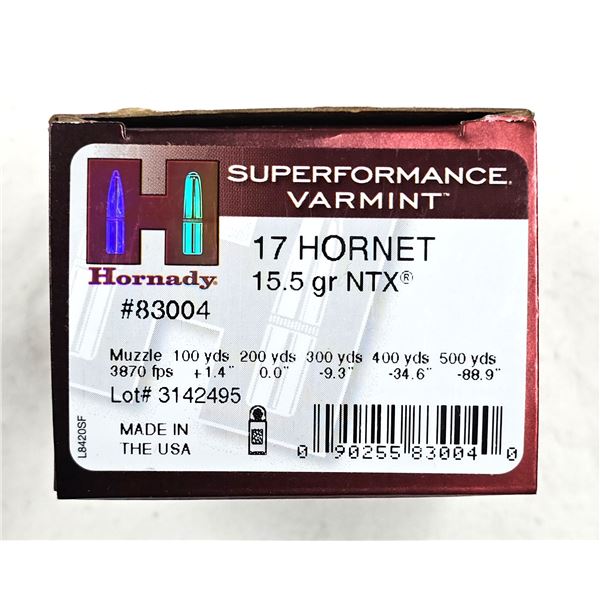 SUPERFORMANCE®
VARMINT™
H
Hornady®
17 HORNET
15.5 gr NTX®
#83004
Muzzle 100 yds 200 yds 300 yds 400 yds 500 yds
3870 fps +1.4" 0.0" -9.3" -34.6" -88.9"
Lot# 3142495
MADE IN
THE USA
L8420SF
0 90255 83004 0